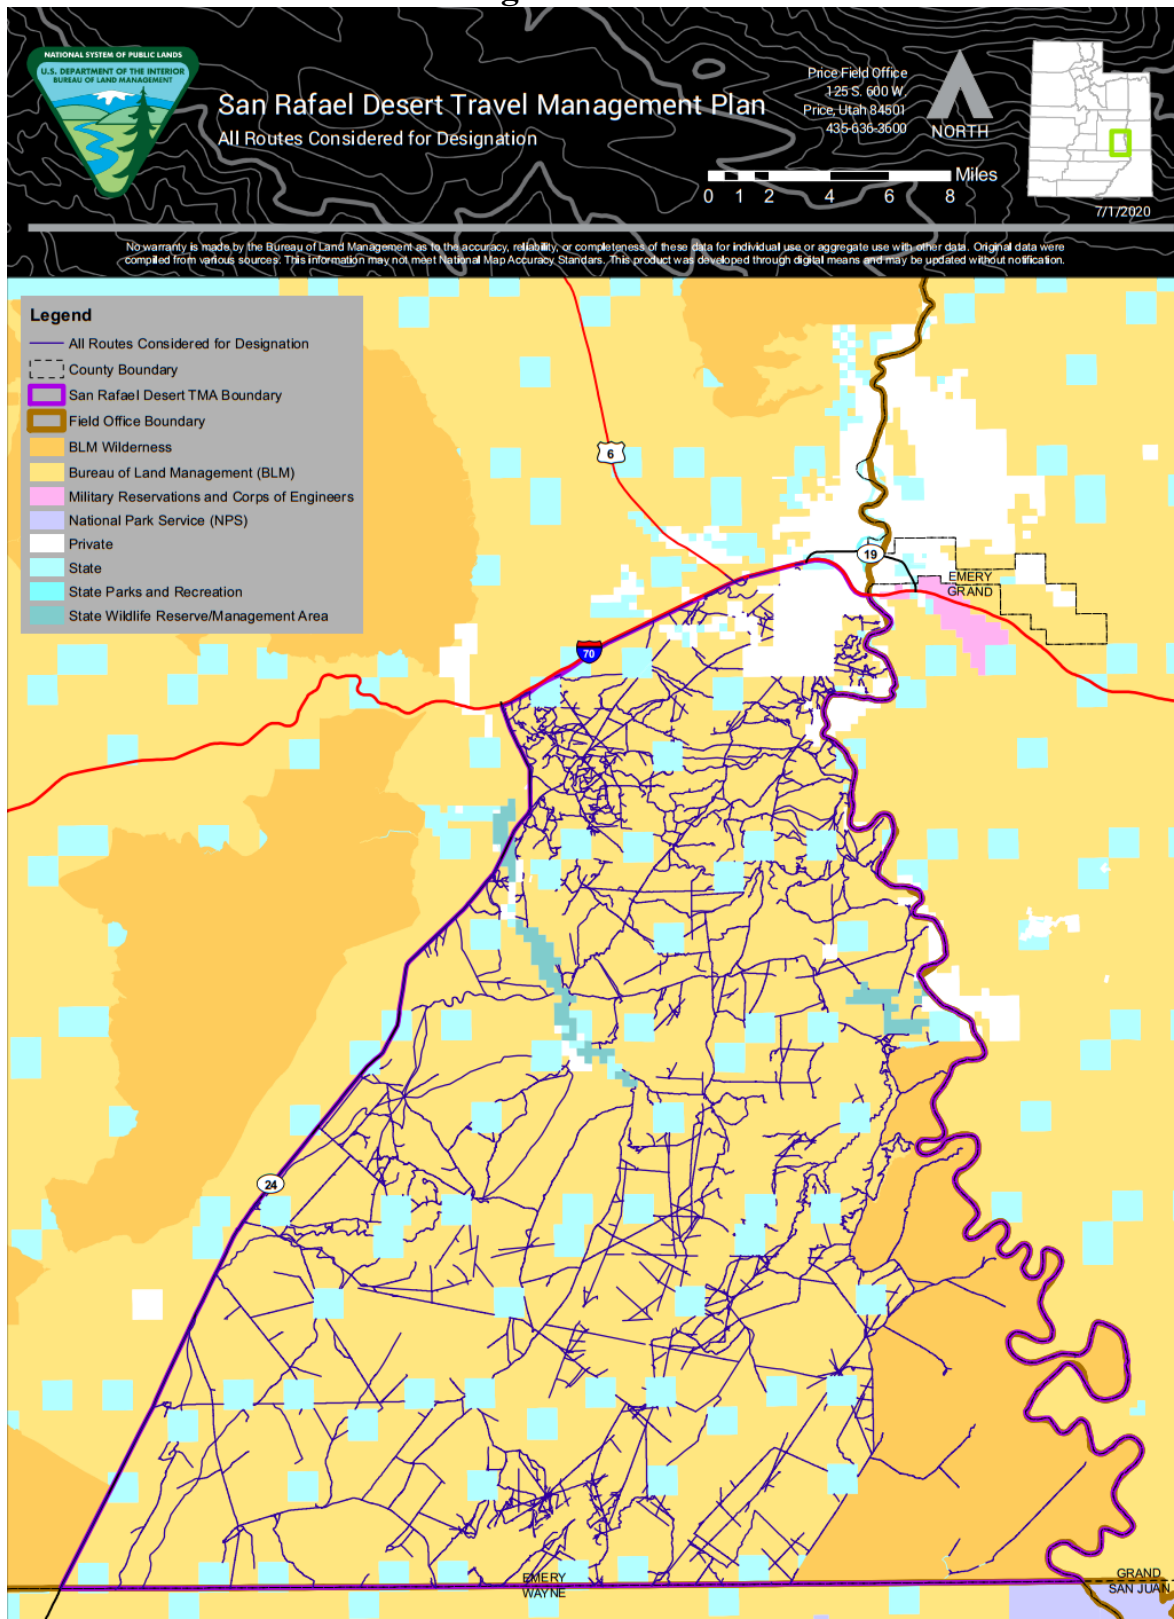 g
NATIONAL SYSTEM OF PUBLIC LANDS
U.S. DEPARTMENT OF THE INTERIOR
BUREAU OF LAND MANAGEMENT
San Rafael Desert Travel Management Plan
All Routes Considered for Designation
Price Field Office
125 S. 600 W.
Price, Utah 84501
435-636-3600
NORTH
Miles
0 1 2 4 6 8
7/1/2020
No warranty is made by the Bureau of Land Management as to the accuracy, reliability, or completeness of these data for individual use or aggregate use with other data. Original data were
compiled from various sources. This information may not meet National Map Accuracy Standars. This product was developed through digital means and may be updated without notification.
Legend
All Routes Considered for Designation
County Boundary
San Rafael Desert TMA Boundary
Field Office Boundary
BLM Wilderness
Bureau of Land Management (BLM)
Military Reservations and Corps of Engineers
National Park Service (NPS)
Private
State
State Parks and Recreation
State Wildlife Reserve/Management Area
6
19
EMERY
GRAND
70
24
EMERY
WAYNE
GRAND
SAN JUAN